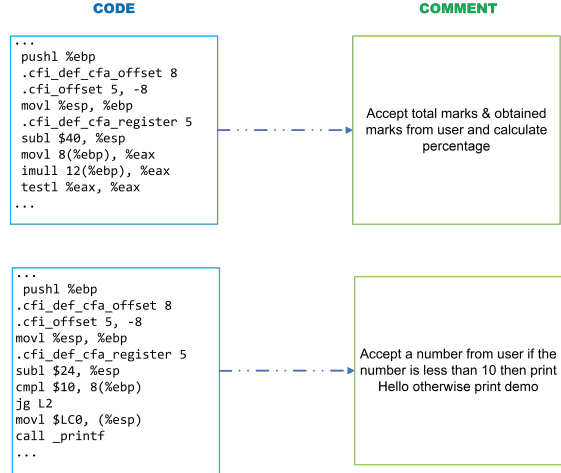 CODE
COMMENT
...
pushl %ebp
.cfi_def_cfa_offset 8
.cfi_offset 5, -8
movl %esp, %ebp
.cfi_def_cfa_register 5
subl $40, %esp
movl 8(%ebp), %eax
imull 12(%ebp), %eax
testl %eax, %eax
...
Accept total marks & obtained
marks from user and calculate
percentage
...
pushl %ebp
.cfi_def_cfa_offset 8
.cfi_offset 5, -8
movl %esp, %ebp
.cfi_def_cfa_register 5
subl $24, %esp
cmpl $10, 8(%ebp)
jg L2
movl $LC0, (%esp)
call _printf
...
Accept a number from user if the
number is less than 10 then print
Hello otherwise print demo